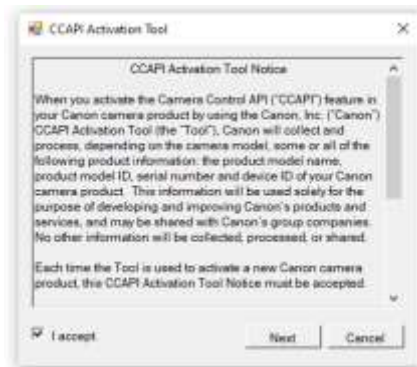 CCAPI Activation Tool
CCAPI Activation Tool Notice
When you activate the Camera Control API ("CCAPI") feature in
your Canon camera product by using the Canon, Inc. ("Canon")
CCAPI Activation Tool (the "Tool"), Canon will collect and
process, depending on the camera model, some or all of the
following product information: the product model name,
product model ID, serial number and device ID of your Canon
camera product. This information will be used solely for the
purpose of developing and improving Canon's products and
services, and may be shared with Canon's group companies.
No other information will be collected, processed, or shared.
Each time the Tool is used to activate a new Canon camera
product, this CCAPI Activation Tool Notice must be accepted.
I accept
Next
Cancel